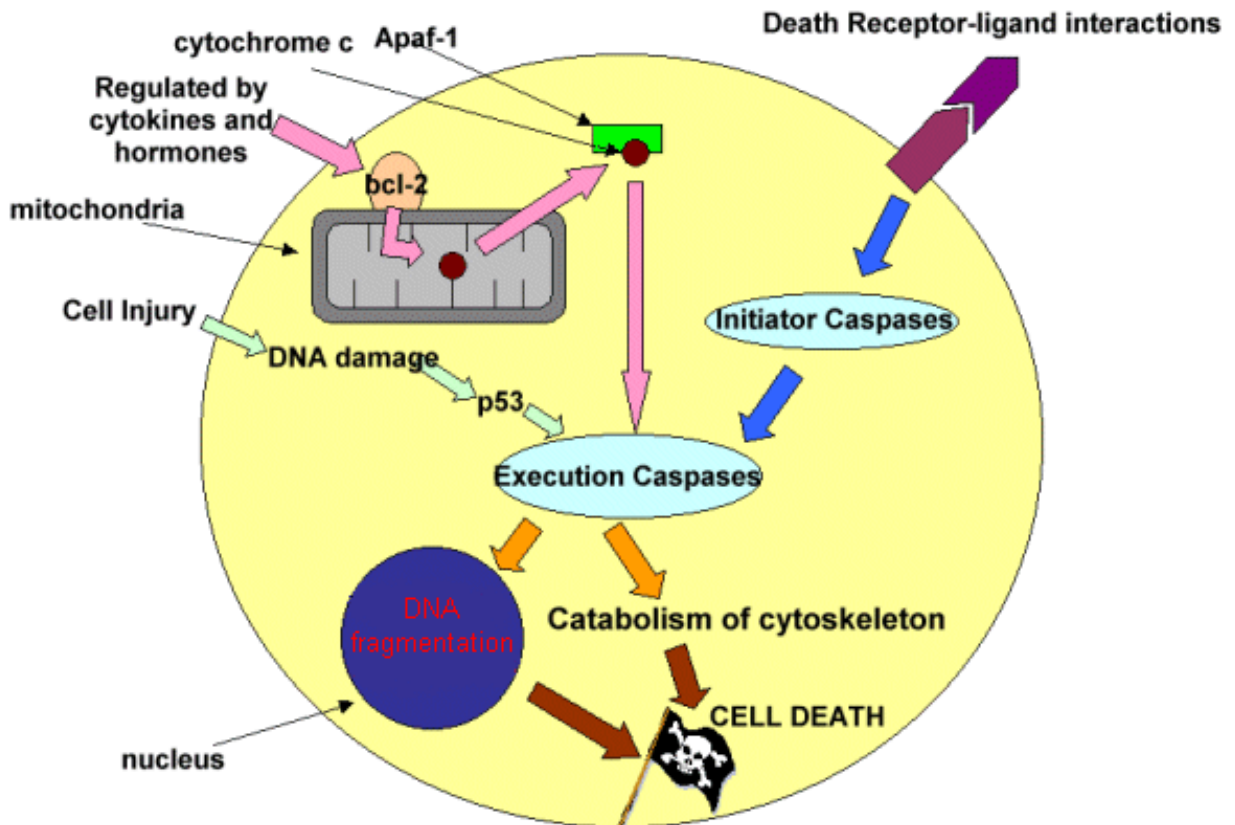 Death Receptor-ligand interactions
cytochrome c
Apaf-1
Regulated by
cytokines and
hormones
bcl-2
mitochondria
Cell Injury
Initiator Caspases
DNA damage
p53
Execution Caspases
DNA
fragmentation
Catabolism of cytoskeleton
CELL DEATH
nucleus